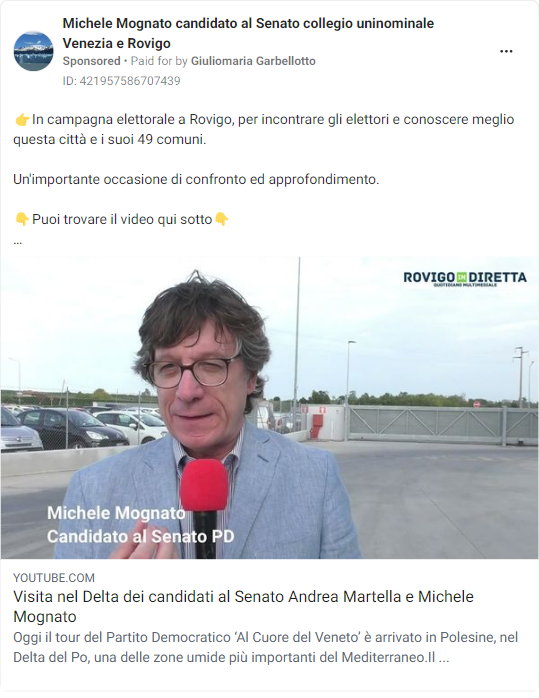 Michele Mognato candidato al Senato collegio uninominale
Venezia e Rovigo
Sponsored • Paid for by Giuliomaria Garbellotto
ID: 421957586707439
👉In campagna elettorale a Rovigo, per incontrare gli elettori e conoscere meglio
questa città e i suoi 49 comuni.
Un'importante occasione di confronto ed approfondimento.
👇Puoi trovare il video qui sotto👇
...
ROVIGO IN DIRETTA
QUOTIDIANO MULTIMEDIALE
Michele Mognato
Candidato al Senato PD
YOUTUBE.COM
Visita nel Delta dei candidati al Senato Andrea Martella e Michele
Mognato
Oggi il tour del Partito Democratico ‘Al Cuore del Veneto’ è arrivato in Polesine, nel
Delta del Po, una delle zone umide più importanti del Mediterraneo.Il ...